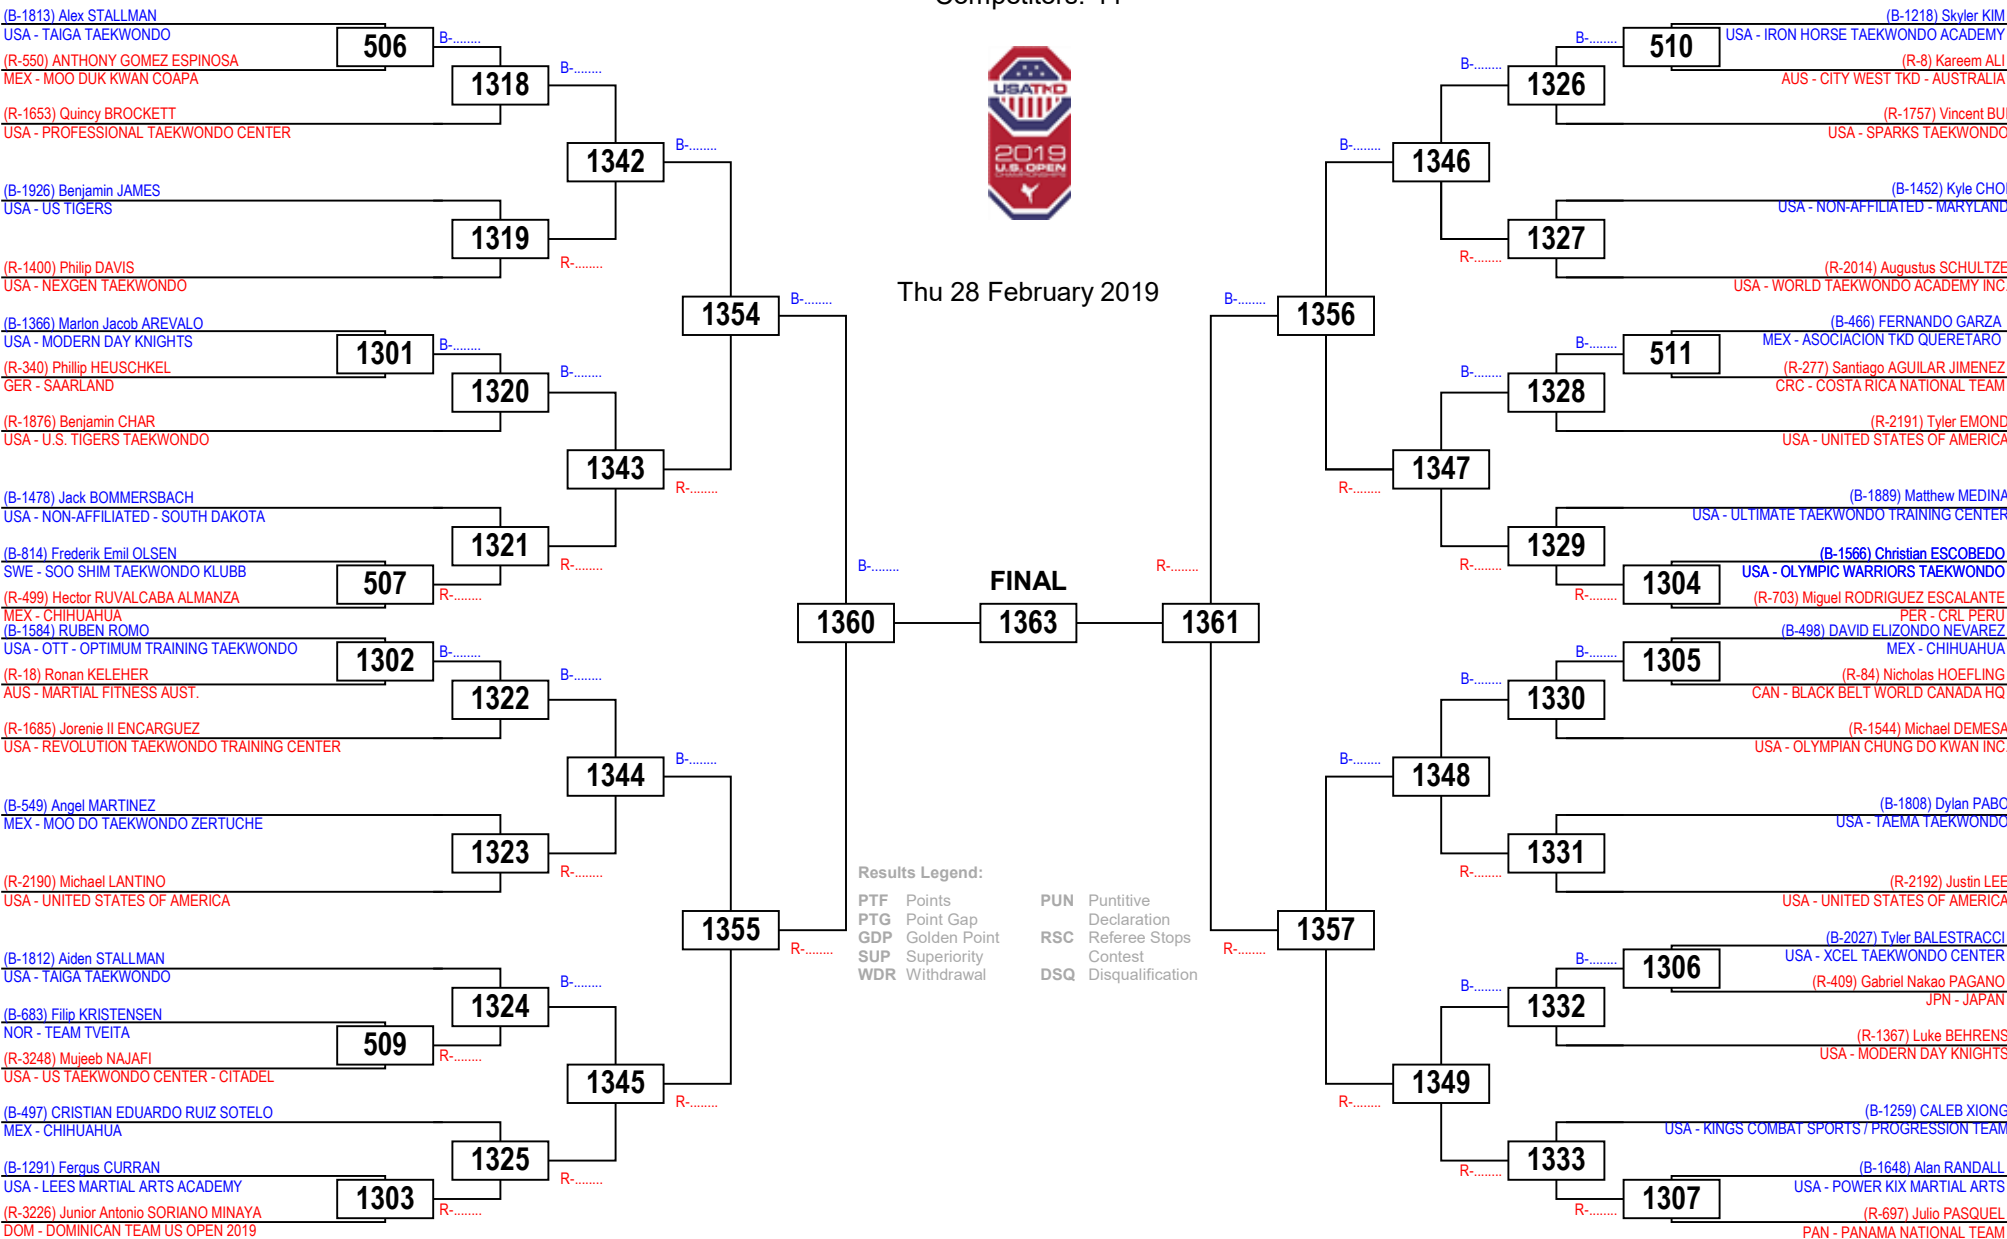 (B-1813) Alex STALLMAN
USA - TAIGA TAEKWONDO
(R-550) ANTHONY GOMEZ ESPINOSA
MEX - MOO DUK KWAN COAPA
506
B-........
(R-1653) Quincy BROCKETT
USA - PROFESSIONAL TAEKWONDO CENTER
1318
B-........
(B-1926) Benjamin JAMES
USA - US TIGERS
(R-1400) Philip DAVIS
USA - NEXGEN TAEKWONDO
1319
R-........
1342
B-........
(B-1366) Marlon Jacob AREVALO
USA - MODERN DAY KNIGHTS
(R-340) Phillip HEUSCHKEL
GER - SAARLAND
1301
B-........
(R-1876) Benjamin CHAR
USA - U.S. TIGERS TAEKWONDO
1320
B-........
(B-1478) Jack BOMMERSBACH
USA - NON-AFFILIATED - SOUTH DAKOTA
(B-814) Frederik Emil OLSEN
SWE - SOO SHIM TAEKWONDO KLUBB
(R-499) Hector RUVALCABA ALMANZA
MEX - CHIHUAHUA
507
R-........
1321
R-........
1343
R-........
1354
B-........
(B-1584) RUBEN ROMO
USA - OTT - OPTIMUM TRAINING TAEKWONDO
(R-18) Ronan KELEHER
AUS - MARTIAL FITNESS AUST.
1302
B-........
(R-1685) Jorenie II ENCARGUEZ
USA - REVOLUTION TAEKWONDO TRAINING CENTER
1322
B-........
(B-549) Angel MARTINEZ
MEX - MOO DO TAEKWONDO ZERTUCHE
(R-2190) Michael LANTINO
USA - UNITED STATES OF AMERICA
1323
R-........
1344
B-........
(B-1812) Aiden STALLMAN
USA - TAIGA TAEKWONDO
(B-683) Filip KRISTENSEN
NOR - TEAM TVEITA
(R-3248) Mujeeb NAJAFI
USA - US TAEKWONDO CENTER - CITADEL
509
R-........
1324
B-........
(B-497) CRISTIAN EDUARDO RUIZ SOTELO
MEX - CHIHUAHUA
(B-1291) Fergus CURRAN
USA - LEES MARTIAL ARTS ACADEMY
(R-3226) Junior Antonio SORIANO MINAYA
DOM - DOMINICAN TEAM US OPEN 2019
1303
R-........
1325
R-........
1345
R-........
1355
R-........
1360
B-........
USATKD
2019
U.S. OPEN
CHAMPIONSHIPS
Thu 28 February 2019
FINAL
1363
Results Legend:
PTF Points
PTG Point Gap
GDP Golden Point
SUP Superiority
WDR Withdrawal
PUN Puntitive
Declaration
RSC Referee Stops
Contest
DSQ Disqualification
R-........
1361
B-........
1356
R-........
1357
B-........
1346
R-........
1347
B-........
1348
R-........
1349
(B-1218) Skyler KIM
USA - IRON HORSE TAEKWONDO ACADEMY
(R-8) Kareem ALI
AUS - CITY WEST TKD - AUSTRALIA
B-........
510
(R-1757) Vincent BUI
USA - SPARKS TAEKWONDO
B-........
1326
(B-1452) Kyle CHOI
USA - NON-AFFILIATED - MARYLAND
(R-2014) Augustus SCHULTZE
USA - WORLD TAEKWONDO ACADEMY INC.
R-........
1327
(B-466) FERNANDO GARZA
MEX - ASOCIACION TKD QUERETARO
(R-277) Santiago AGUILAR JIMENEZ
CRC - COSTA RICA NATIONAL TEAM
B-........
511
(R-2191) Tyler EMOND
USA - UNITED STATES OF AMERICA
B-........
1328
(B-1889) Matthew MEDINA
USA - ULTIMATE TAEKWONDO TRAINING CENTER
(B-1566) Christian ESCOBEDO
USA - OLYMPIC WARRIORS TAEKWONDO
(R-703) Miguel RODRIGUEZ ESCALANTE
PER - CRL PERU
R-........
1304
R-........
1329
(B-498) DAVID ELIZONDO NEVAREZ
MEX - CHIHUAHUA
(R-84) Nicholas HOEFLING
CAN - BLACK BELT WORLD CANADA HQ
B-........
1305
(R-1544) Michael DEMESA
USA - OLYMPIAN CHUNG DO KWAN INC.
B-........
1330
(B-1808) Dylan PABO
USA - TAEMA TAEKWONDO
(R-2192) Justin LEE
USA - UNITED STATES OF AMERICA
R-........
1331
(B-2027) Tyler BALESTRACCI
USA - XCEL TAEKWONDO CENTER
(R-409) Gabriel Nakao PAGANO
JPN - JAPAN
B-........
1306
(R-1367) Luke BEHRENS
USA - MODERN DAY KNIGHTS
B-........
1332
(B-1259) CALEB XIONG
USA - KINGS COMBAT SPORTS / PROGRESSION TEAM
(B-1648) Alan RANDALL
USA - POWER KIX MARTIAL ARTS
(R-697) Julio PASQUEL
PAN - PANAMA NATIONAL TEAM
R-........
1307
R-........
1333